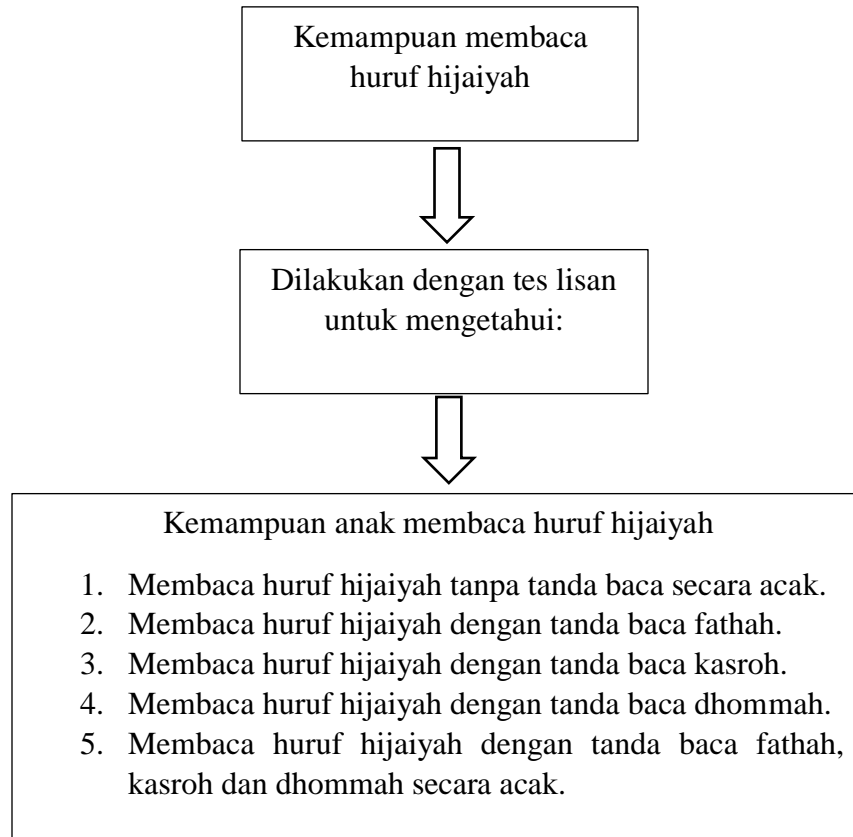 Kemampuan membaca
huruf hijaiyah
Dilakukan dengan tes lisan
untuk mengetahui:
Kemampuan anak membaca huruf hijaiyah
1. Membaca huruf hijaiyah tanpa tanda baca secara acak.
2. Membaca huruf hijaiyah dengan tanda baca fathah.
3. Membaca huruf hijaiyah dengan tanda baca kasroh.
4. Membaca huruf hijaiyah dengan tanda baca dhommah.
5. Membaca huruf hijaiyah dengan tanda baca fathah,
kasroh dan dhommah secara acak.